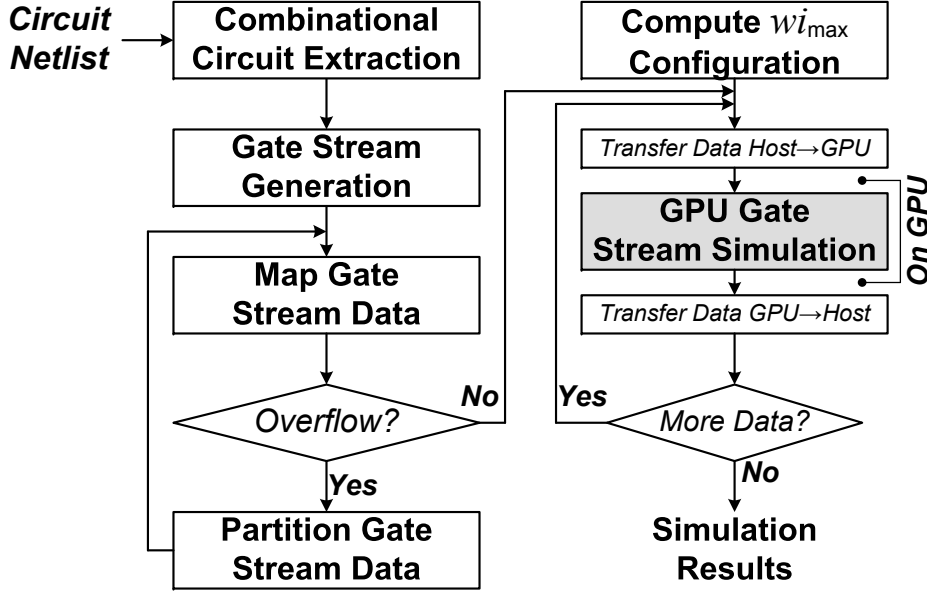 Circuit
Netlist
Combinational
Circuit Extraction
Gate Stream
Generation
Map Gate
Stream Data
Overflow?
No
Yes
Partition Gate
Stream Data
Compute wi_max
Configuration
Transfer Data Host→GPU
GPU Gate
Stream Simulation
On GPU
Transfer Data GPU→Host
Yes
More Data?
No
Simulation
Results